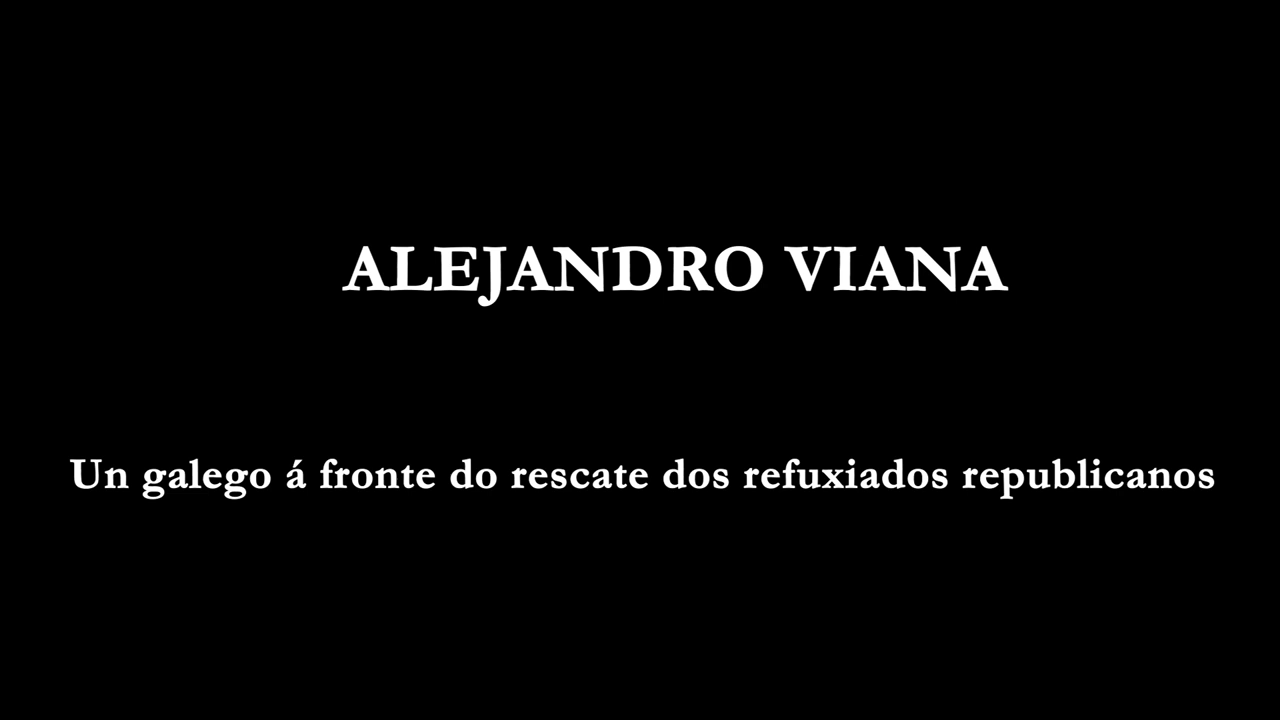 ALEJANDRO VIANA
Un galego á fronte do rescate dos refuxiados republicanos